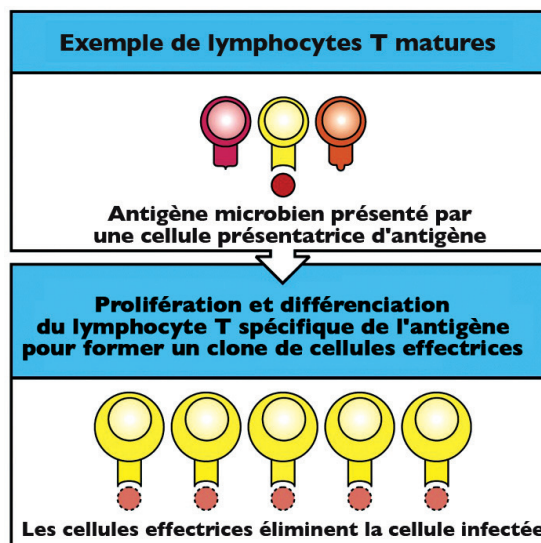 Exemple de lymphocytes T matures
Antigène microbien présenté par
une cellule présentatrice d'antigène
Prolifération et différenciation
du lymphocyte T spécifique de l'antigène
pour former un clone de cellules effectrices
Les cellules effectrices éliminent la cellule infectée